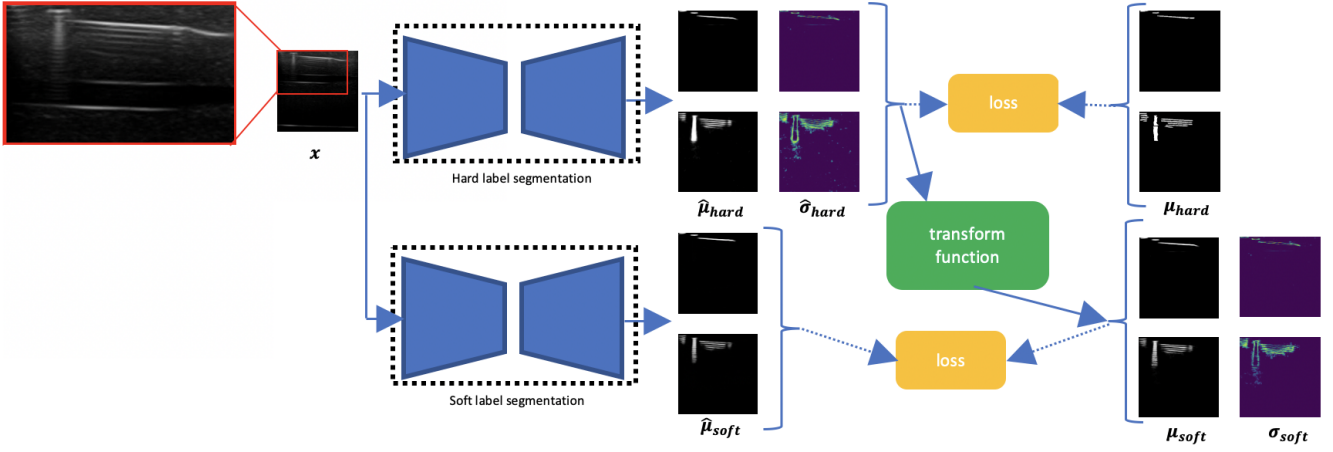 x
Hard label segmentation
μ̂hard
σ̂hard
loss
μhard
transform
function
Soft label segmentation
μ̂soft
loss
μsoft
σsoft